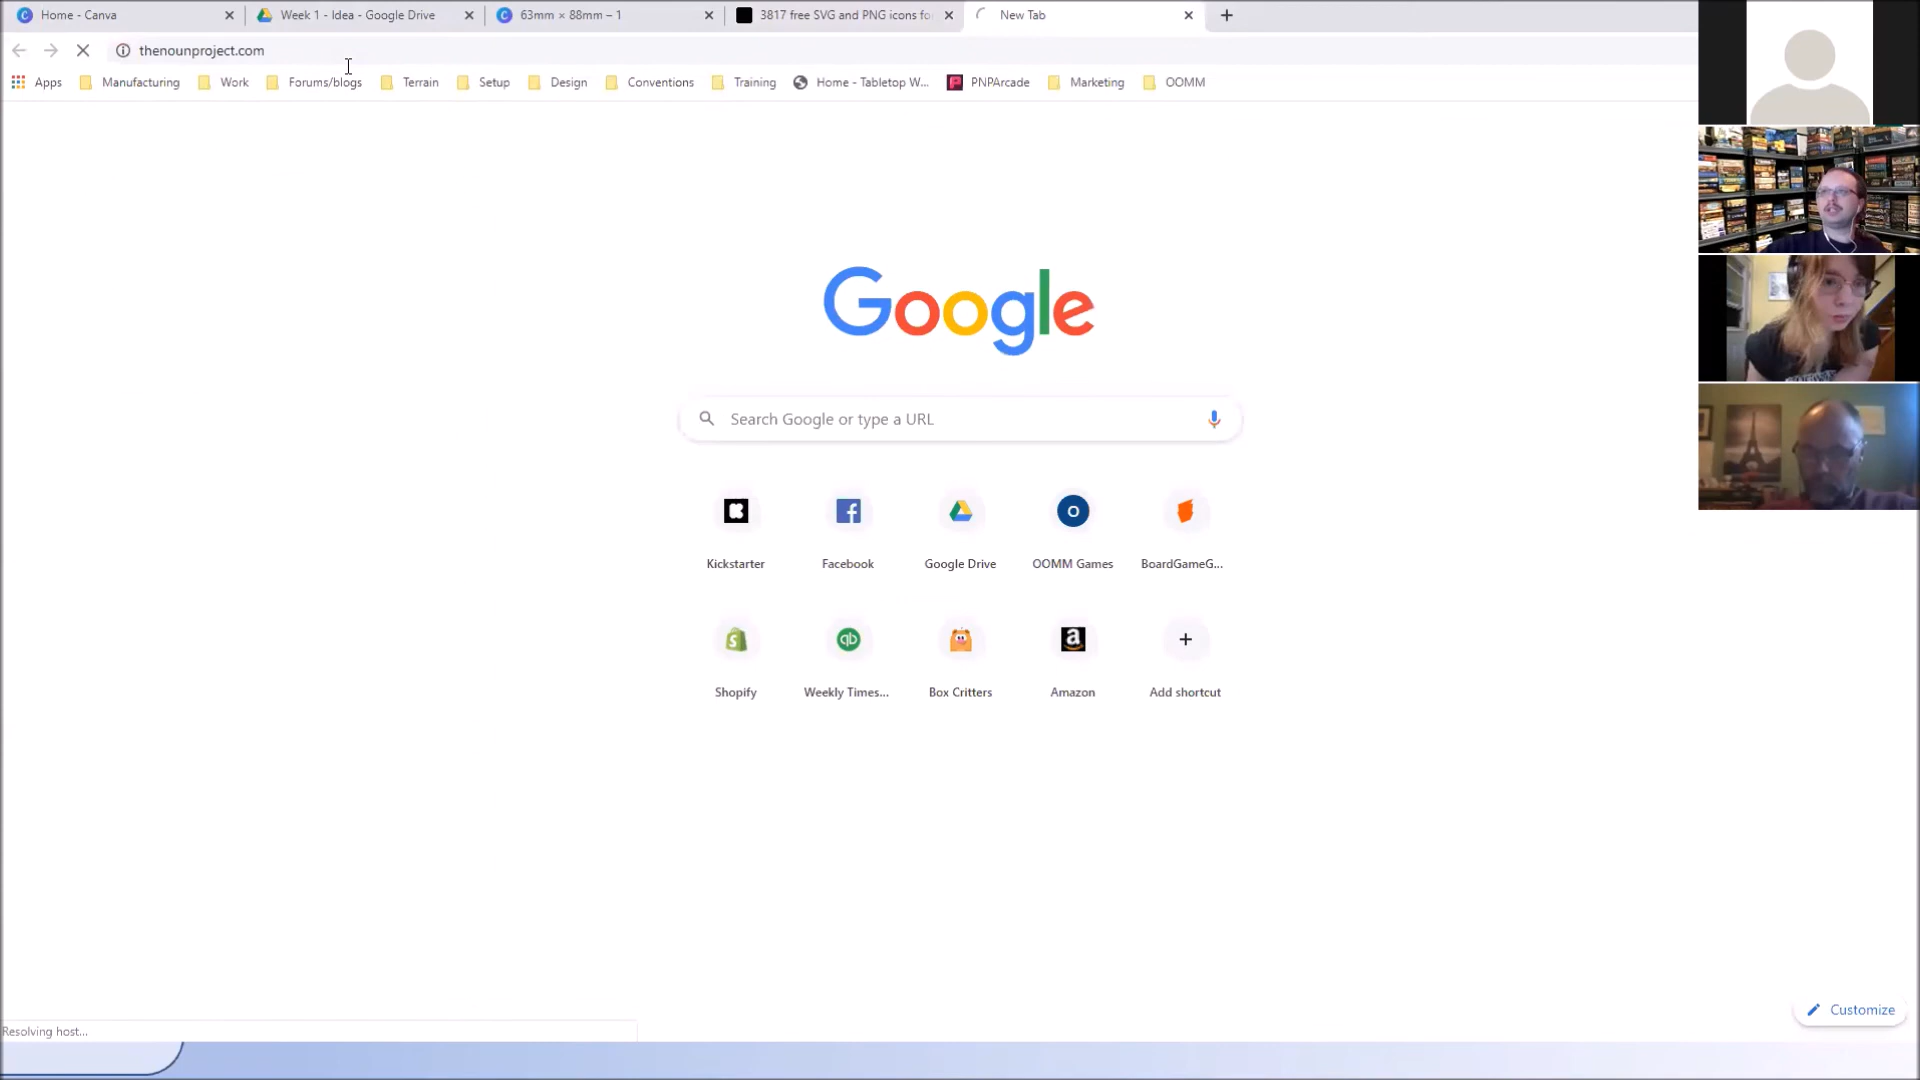 Home - Canva
Week 1 - Idea - Google Drive
63mm × 88mm – 1
3817 free SVG and PNG icons fo
New Tab
thenounproject.com
Apps
Manufacturing
Work
Forums/blogs
Terrain
Setup
Design
Conventions
Training
Home - Tabletop W...
PNPArcade
Marketing
OOMM
Google
Search Google or type a URL
Kickstarter
Facebook
Google Drive
O
OOMM Games
BoardGameG...
Shopify
qb
Weekly Times...
Box Critters
a
Amazon
Add shortcut
Customize
Resolving host...